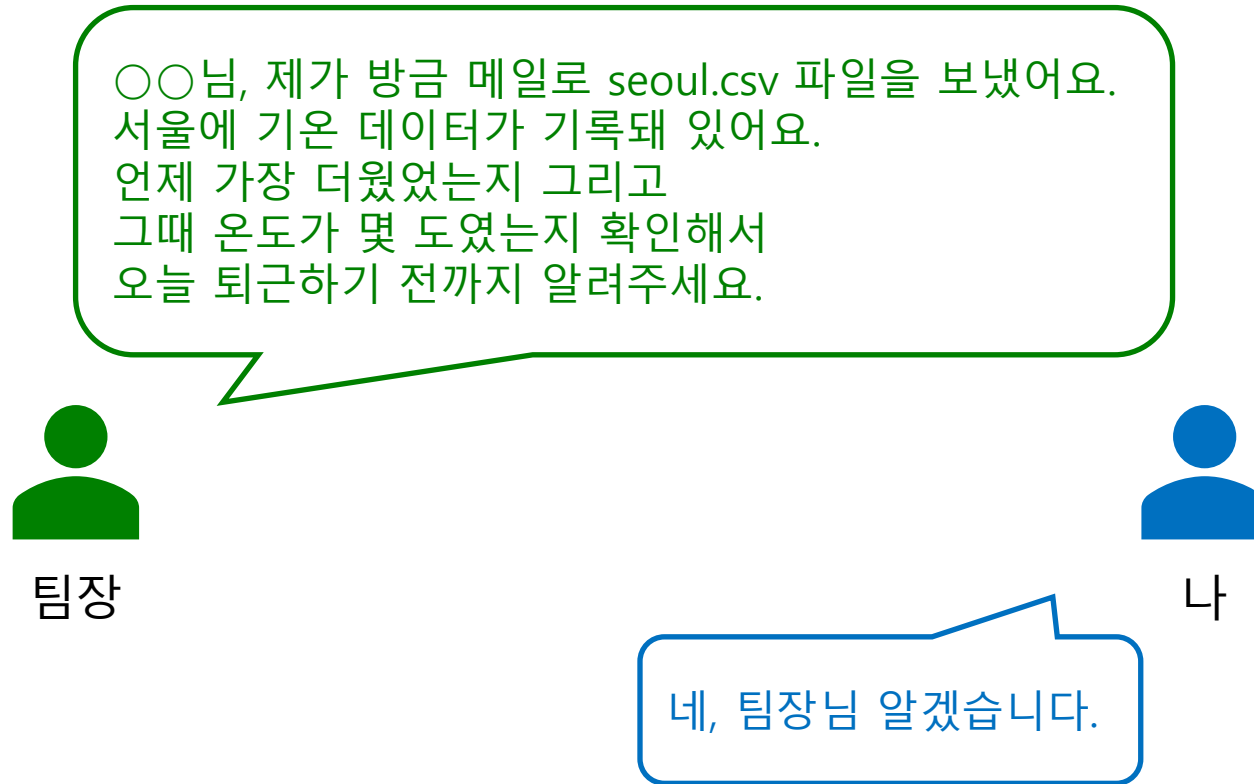 ○○님, 제가 방금 메일로 seoul.csv 파일을 보냈어요.
서울에 기온 데이터가 기록돼 있어요.
언제 가장 더웠었는지 그리고
그때 온도가 몇 도였는지 확인해서
오늘 퇴근하기 전까지 알려주세요.
팀장
나
네, 팀장님 알겠습니다.